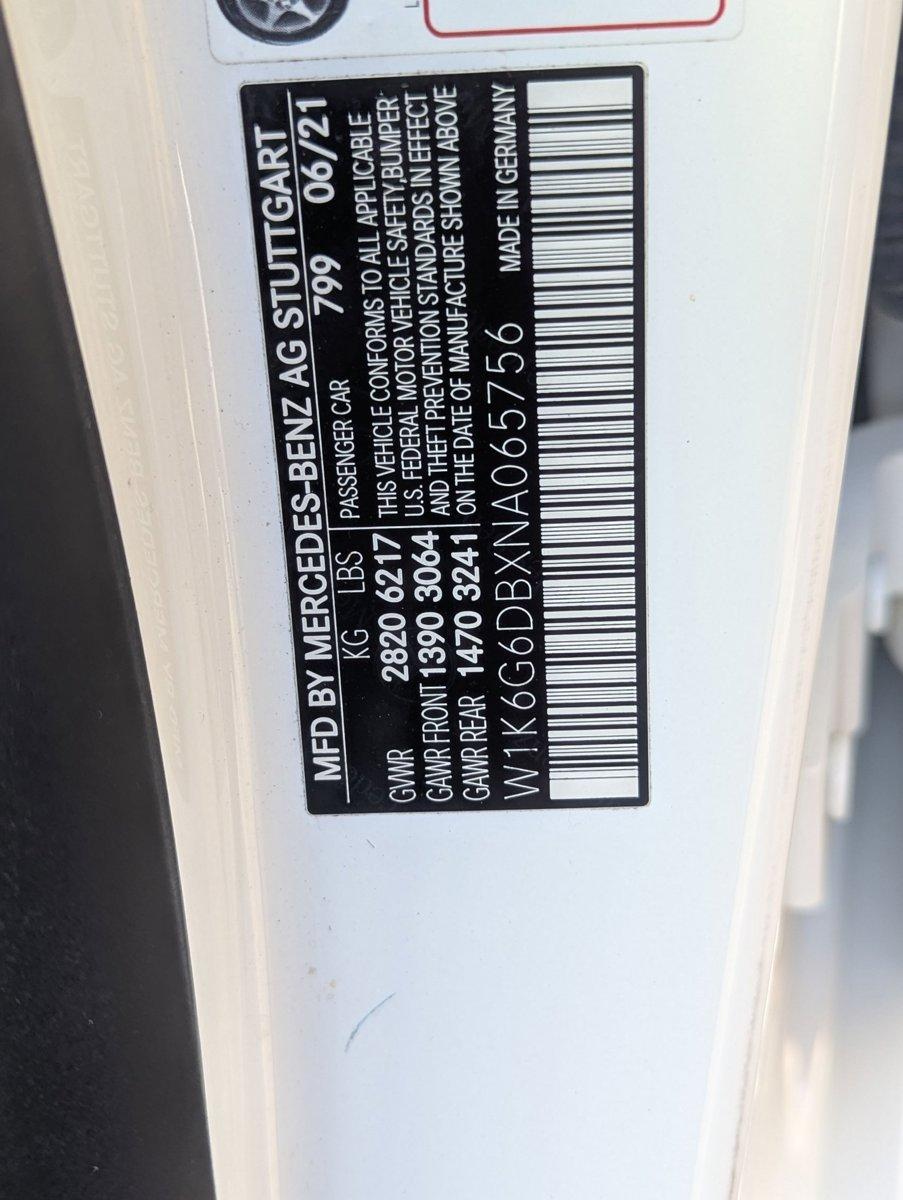 MFD BY MERCEDES-BENZ AG STUTTGART
KG LBS PASSENGER CAR 799 06/21
GVWR 2820 6217
GAWR FRONT 1390 3064
GAWR REAR 1470 3241
THIS VEHICLE CONFORMS TO ALL APPLICABLE
U.S. FEDERAL MOTOR VEHICLE SAFETY,BUMPER
AND THEFT PREVENTION STANDARDS IN EFFECT
ON THE DATE OF MANUFACTURE SHOWN ABOVE
W1K6G6DBXNA065756 MADE IN GERMANY